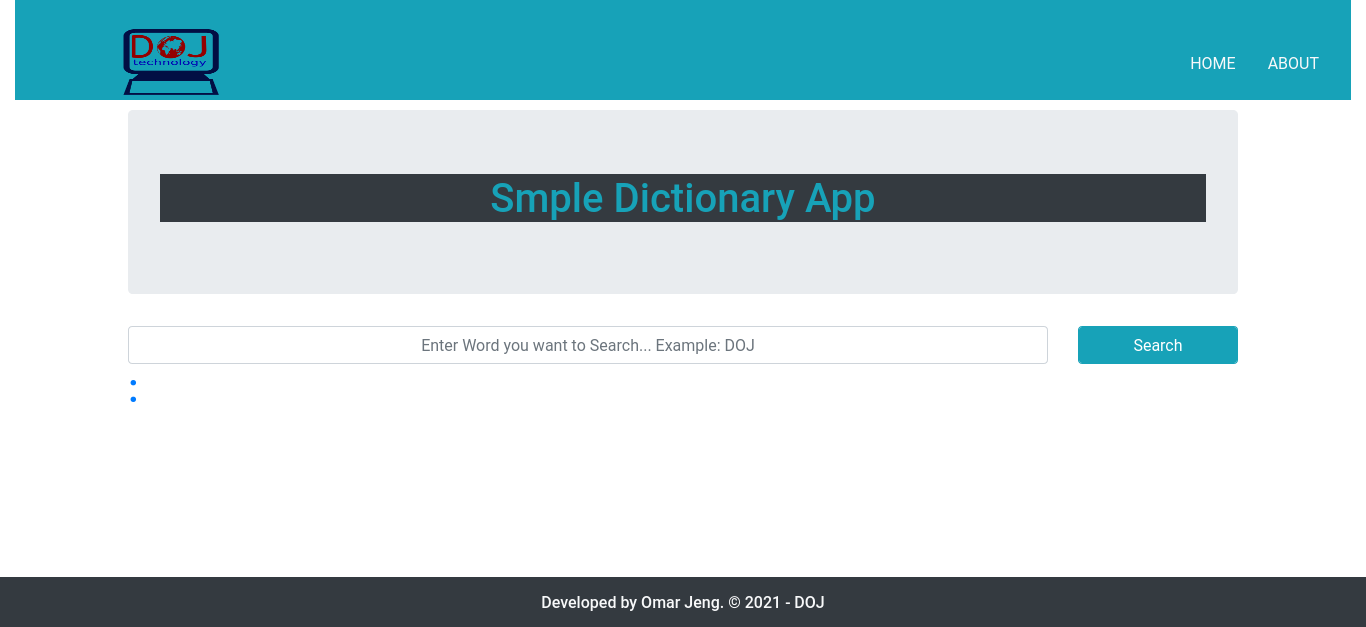 DOJ
technology
HOME ABOUT
Smple Dictionary App
Enter Word you want to Search... Example: DOJ
Search
Developed by Omar Jeng. © 2021 - DOJ